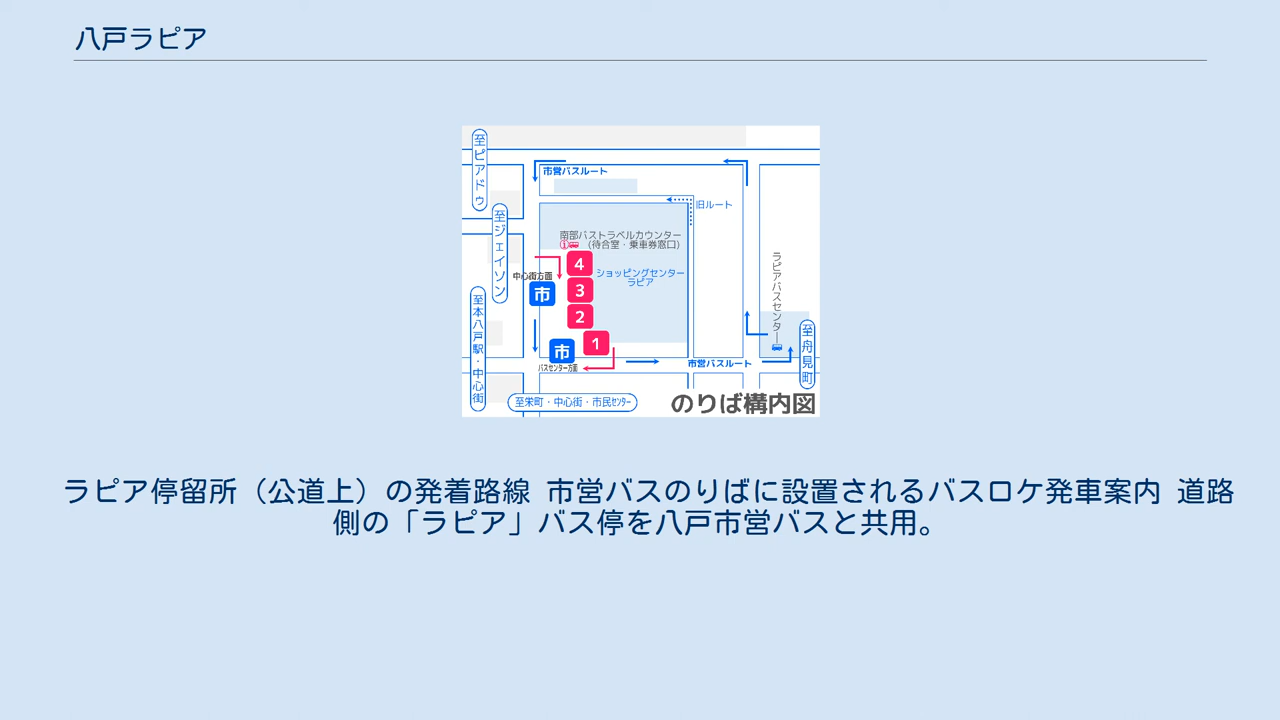 八戸ラピア
至ピアドゥ
市営バスルート
至ジェイソン
旧ルート
南部バストラベルカウンター
① (待合室・乗車券窓口)
4
中心街方面
ショッピングセンター
ラピア
市
3
2
1
市
バスセンター方面
ラピアバスセンター
至本八戸駅・中心街
至舟見町
市営バスルート
至栄町・中心街・市民センター
のりば構内図
ラピア停留所（公道上）の発着路線 市営バスのりばに設置されるバスロケ発車案内 道路
側の「ラピア」バス停を八戸市営バスと共用。